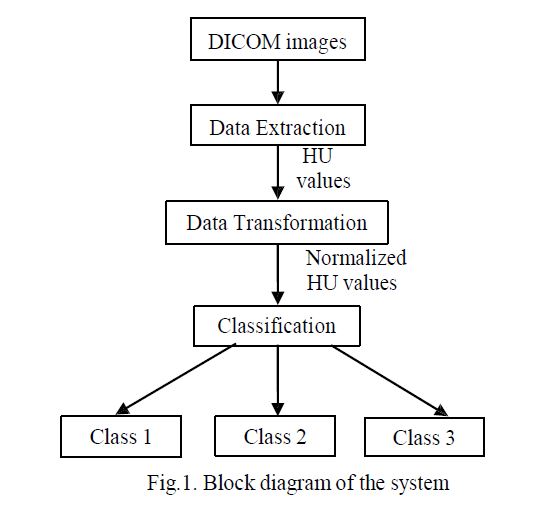 DICOM images
Data Extraction
HU
values
Data Transformation
Normalized
HU values
Classification
Class 1
Class 2
Class 3
Fig.1. Block diagram of the system